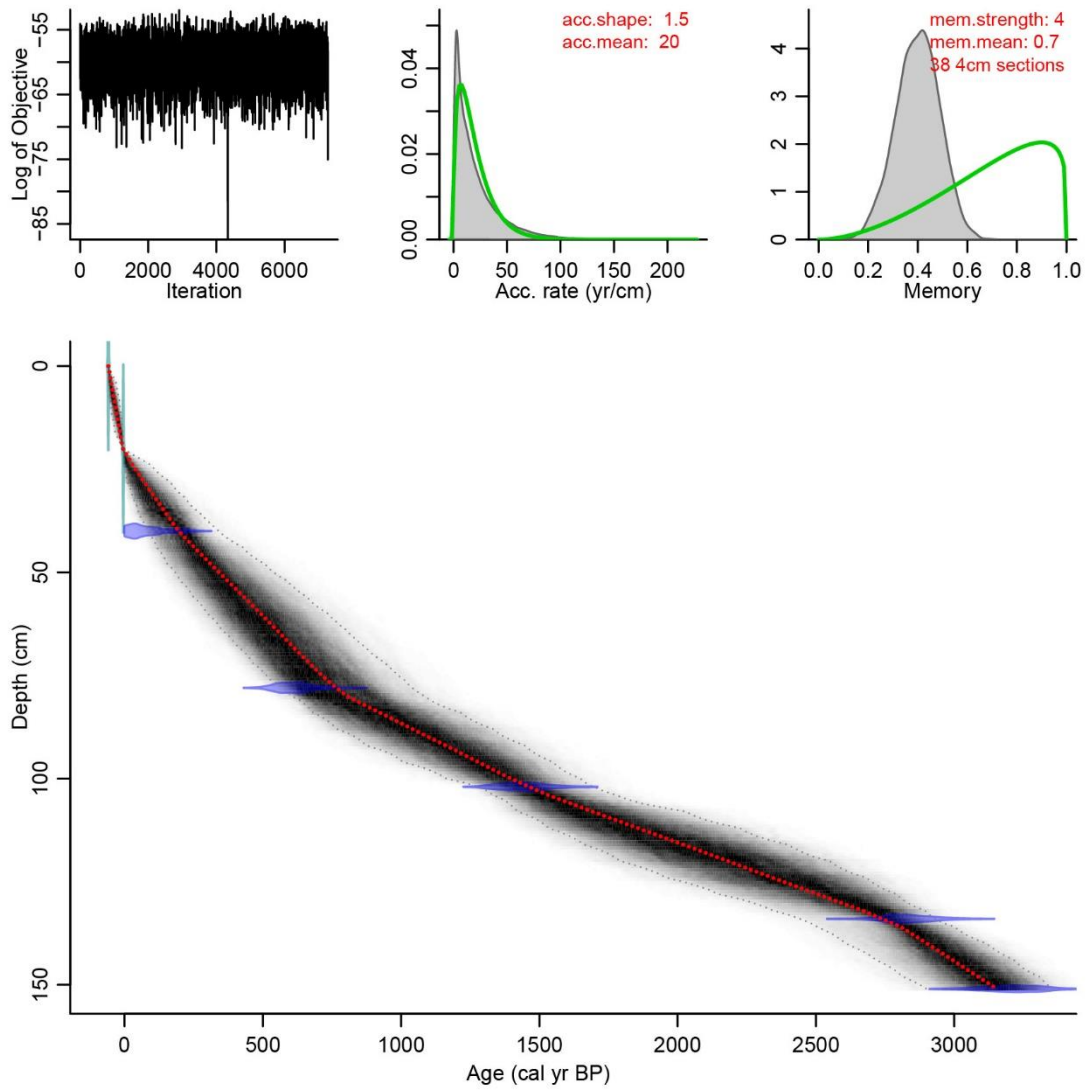 −55
−65
−75
−85
Log of Objective
0 2000 4000 6000
Iteration
acc.shape: 1.5
acc.mean: 20
0.04
0.02
0.00
0 50 100 150 200
Acc. rate (yr/cm)
mem.strength: 4
mem.mean: 0.7
38 4cm sections
4
3
2
1
0
0.0 0.2 0.4 0.6 0.8 1.0
Memory
0
50
100
150
Depth (cm)
0 500 1000 1500 2000 2500 3000
Age (cal yr BP)